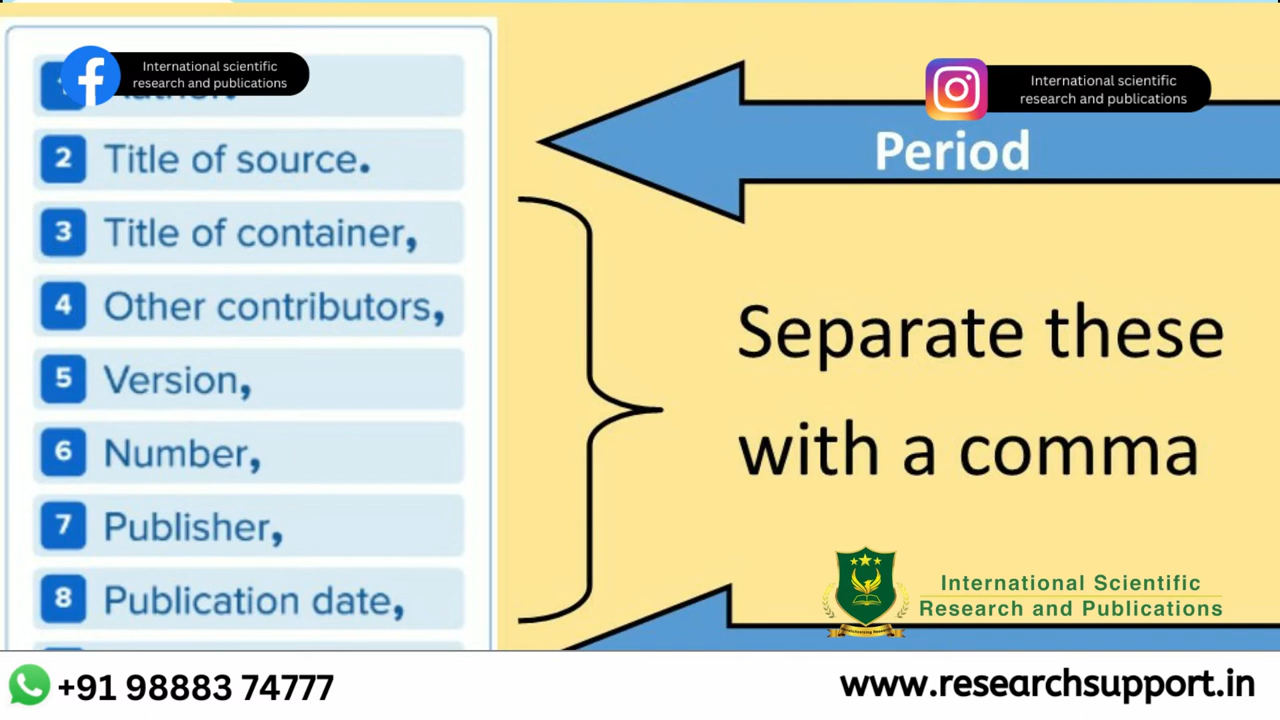 International scientific
research and publications
2 Title of source.
3 Title of container,
4 Other contributors,
5 Version,
6 Number,
7 Publisher,
8 Publication date,
International scientific
research and publications
Period
Separate these
with a comma
International Scientific
Research and Publications
+91 98883 74777
www.researchsupport.in